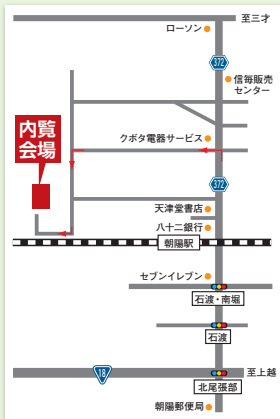 至三才
ローソン
372
信毎販売
センター
内覧
会場
クボタ電器サービス
372
天津堂書店
八十二銀行
朝陽駅
セブンイレブン
石渡・南堀
石渡
18
至上越
北尾張部
朝陽郵便局